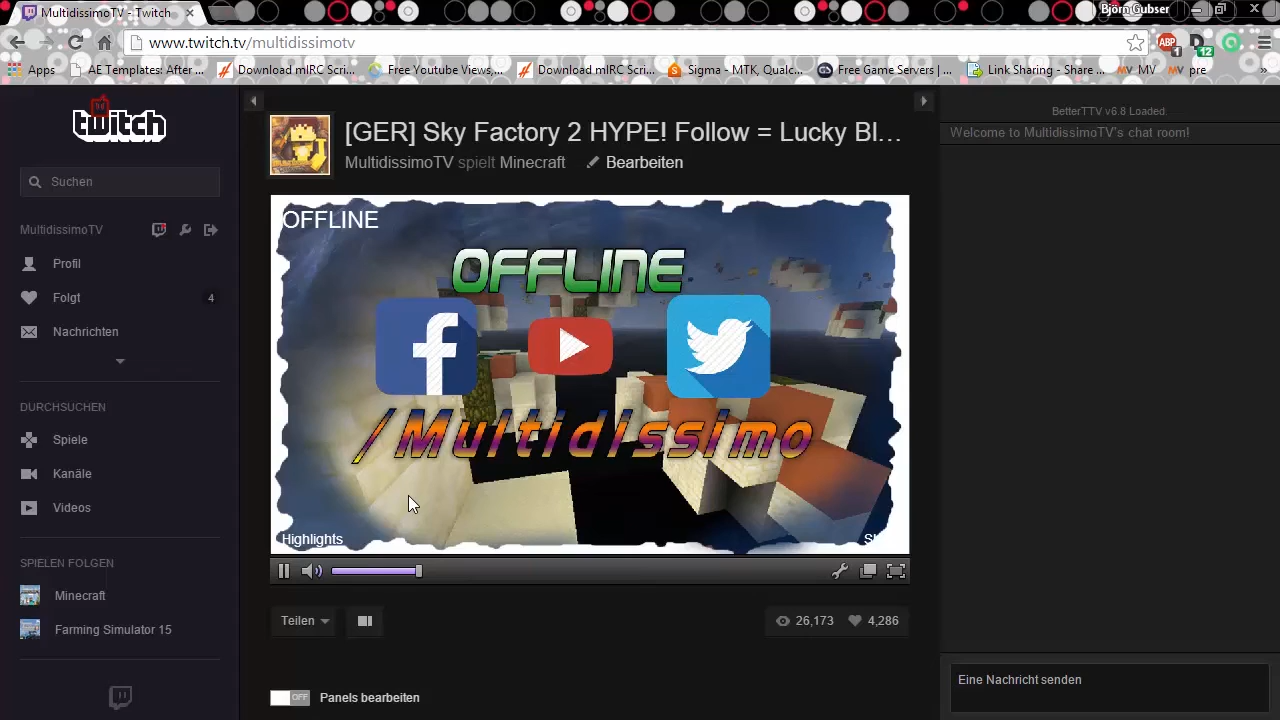 MultidissimoTV - Twitch
Björn Gubser
www.twitch.tv/multidissimotv
ABP
1
12
Apps
AE Templates: After ...
Download mIRC Scri...
Free Youtube Views,...
Download mIRC Scri...
Sigma - MTK, Qualc...
Free Game Servers | ...
Link Sharing - Share ...
MV
pre
twitch
Suchen
MultidissimoTV
Profil
Folgt
4
Nachrichten
DURCHSUCHEN
Spiele
Kanäle
Videos
SPIELEN FOLGEN
Minecraft
Farming Simulator 15
[GER] Sky Factory 2 HYPE! Follow = Lucky Bl...
MultidissimoTV spielt Minecraft
Bearbeiten
OFFLINE
OFFLINE
/Multidissimo
Highlights
Teilen
26,173
4,286
OFF
Panels bearbeiten
BetterTTV v6.8 Loaded.
Welcome to MultidissimoTV's chat room!
Eine Nachricht senden